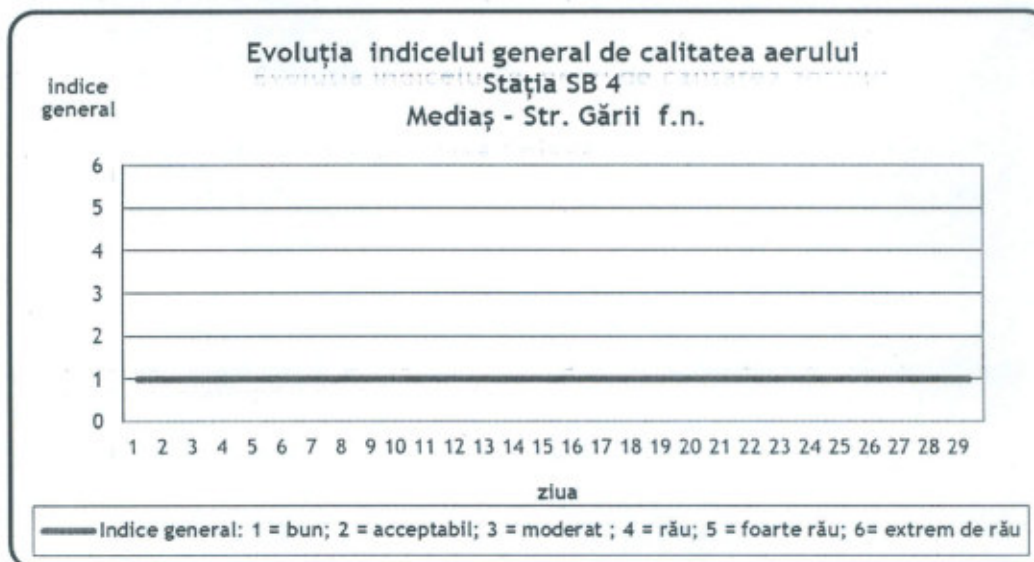 Evoluția indicelui general de calitatea aerului
Stația SB 4
Mediaș - Str. Gării f.n.
indice
general
6
5
4
3
2
1
0
1 2 3 4 5 6 7 8 9 10 11 12 13 14 15 16 17 18 19 20 21 22 23 24 25 26 27 28 29
ziua
Indice general: 1 = bun; 2 = acceptabil; 3 = moderat ; 4 = rău; 5 = foarte rău; 6= extrem de rău